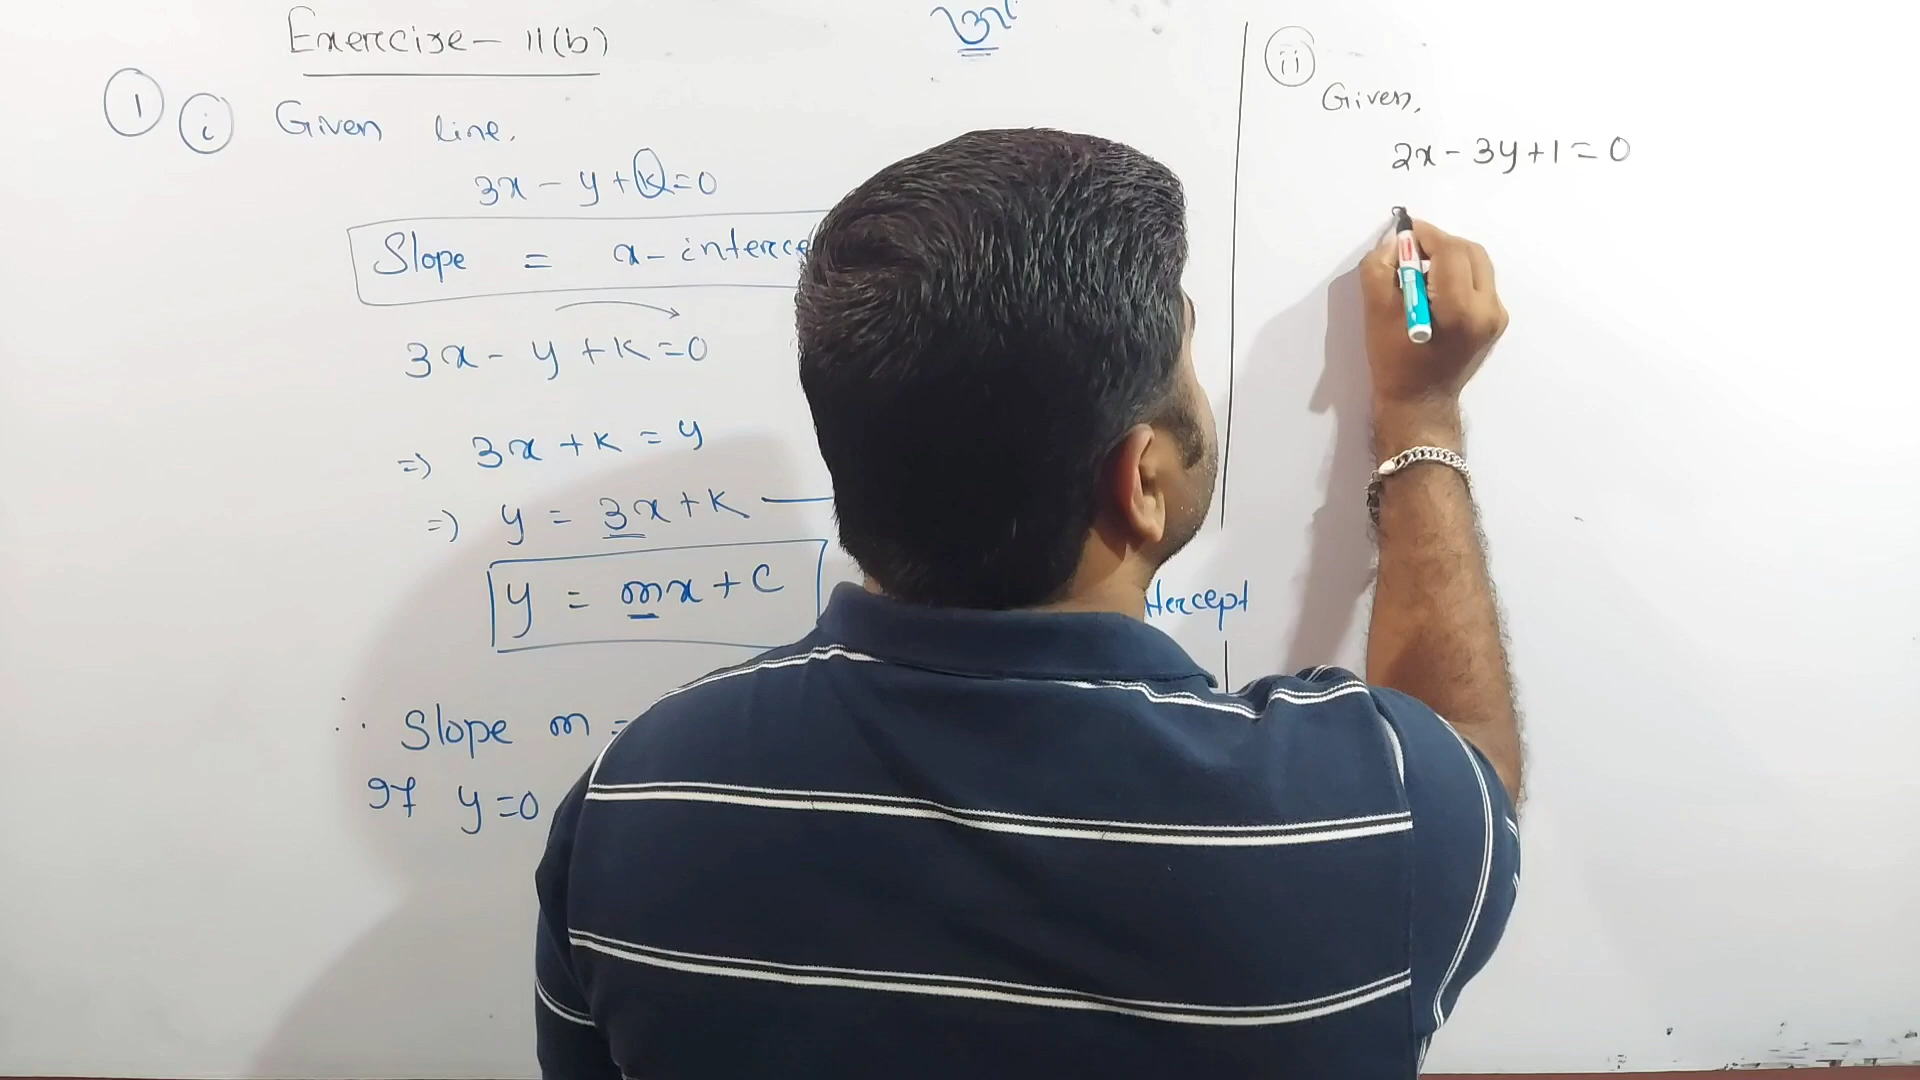 Exercise - 11(b)
1 i Given line,
3x - y + k = 0
Slope = x - interce
3x - y + k = 0
=> 3x + k = y
=> y = 3x + k
y = mx + c
tercept
∴ Slope m =
If y = 0
ii
Given,
2x - 3y + 1 = 0